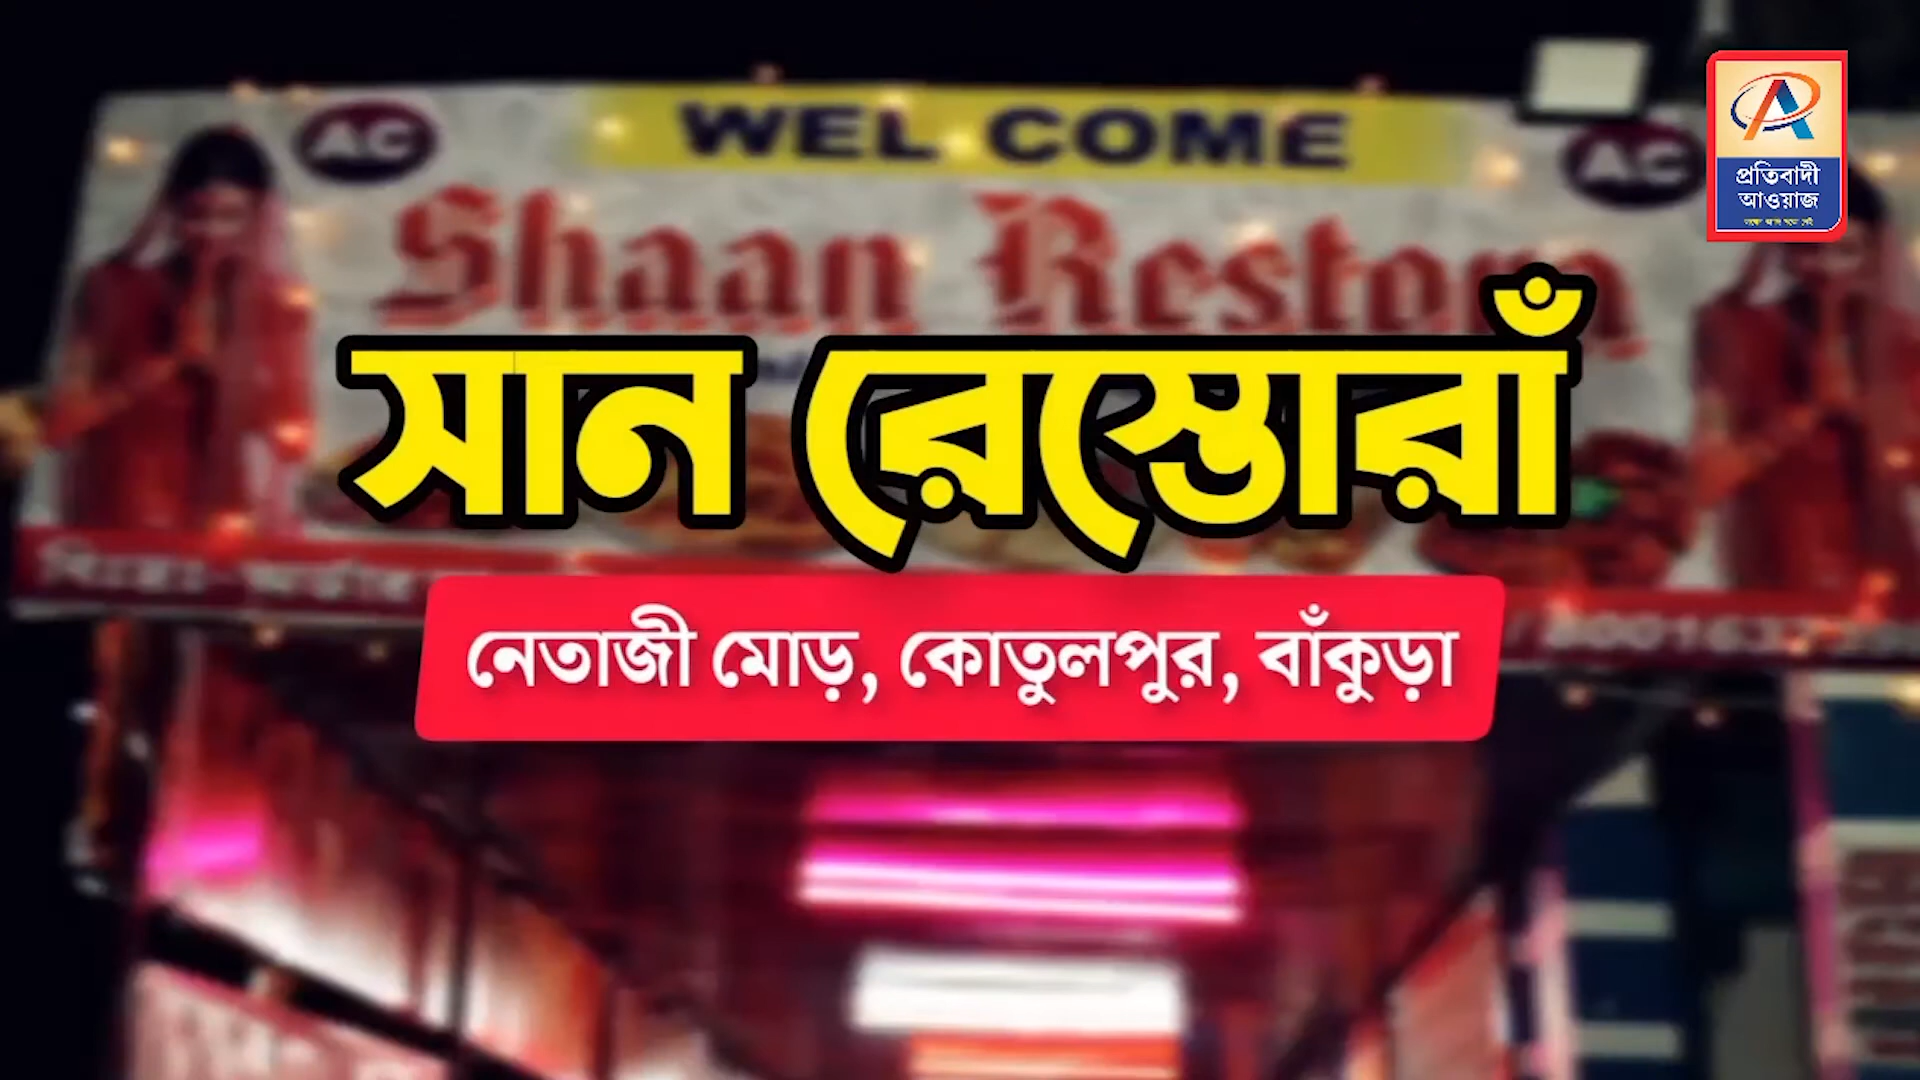 WEL COME
AC
AC
Shaan Restora
প্রতিবাদী
আওয়াজ
সান রেস্তোরাঁ
নেতাজী মোড়, কোতুলপুর, বাঁকুড়া